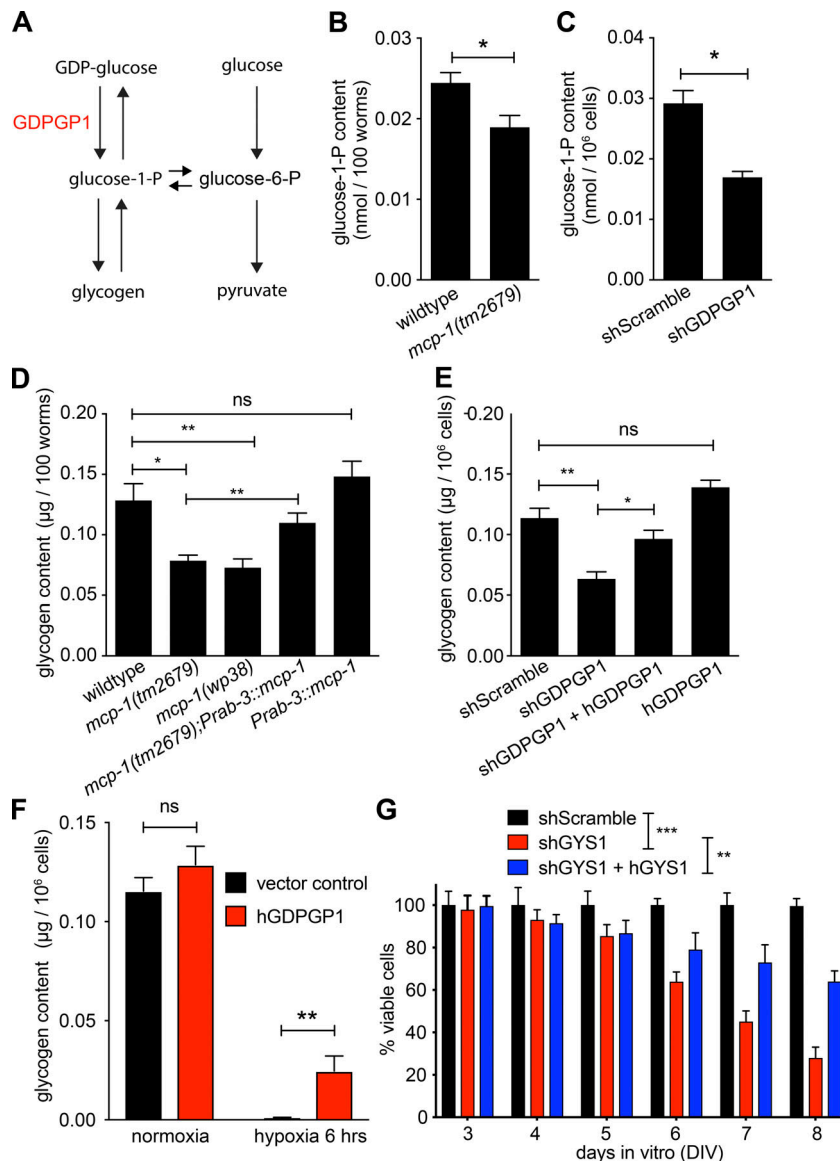 A
GDP-glucose
glucose
GDPGP1
glucose-1-P
glucose-6-P
glycogen
pyruvate
B
glucose-1-P content
(nmol / 100 worms)
0.03
0.02
0.01
0.00
*
wildtype
mcp-1(tm2679)
C
glucose-1-P content
(nmol / 10⁶ cells)
0.04
0.03
0.02
0.01
0.00
*
shScramble
shGDPGP1
D
glycogen content (µg / 100 worms)
0.20
0.15
0.10
0.05
0.00
ns
**
*
**
wildtype
mcp-1(tm2679)
mcp-1(wp38)
mcp-1(tm2679);Prab-3::mcp-1
Prab-3::mcp-1
E
glycogen content (µg / 10⁶ cells)
0.20
0.15
0.10
0.05
0.00
ns
**
*
shScramble
shGDPGP1
shGDPGP1 + hGDPGP1
hGDPGP1
F
glycogen content (µg / 10⁶ cells)
0.15
0.10
0.05
0.00
ns
vector control
hGDPGP1
**
normoxia
hypoxia 6 hrs
G
shScramble
shGYS1
shGYS1 + hGYS1
***
**
% viable cells
100
80
60
40
20
0
3 4 5 6 7 8
days in vitro (DIV)